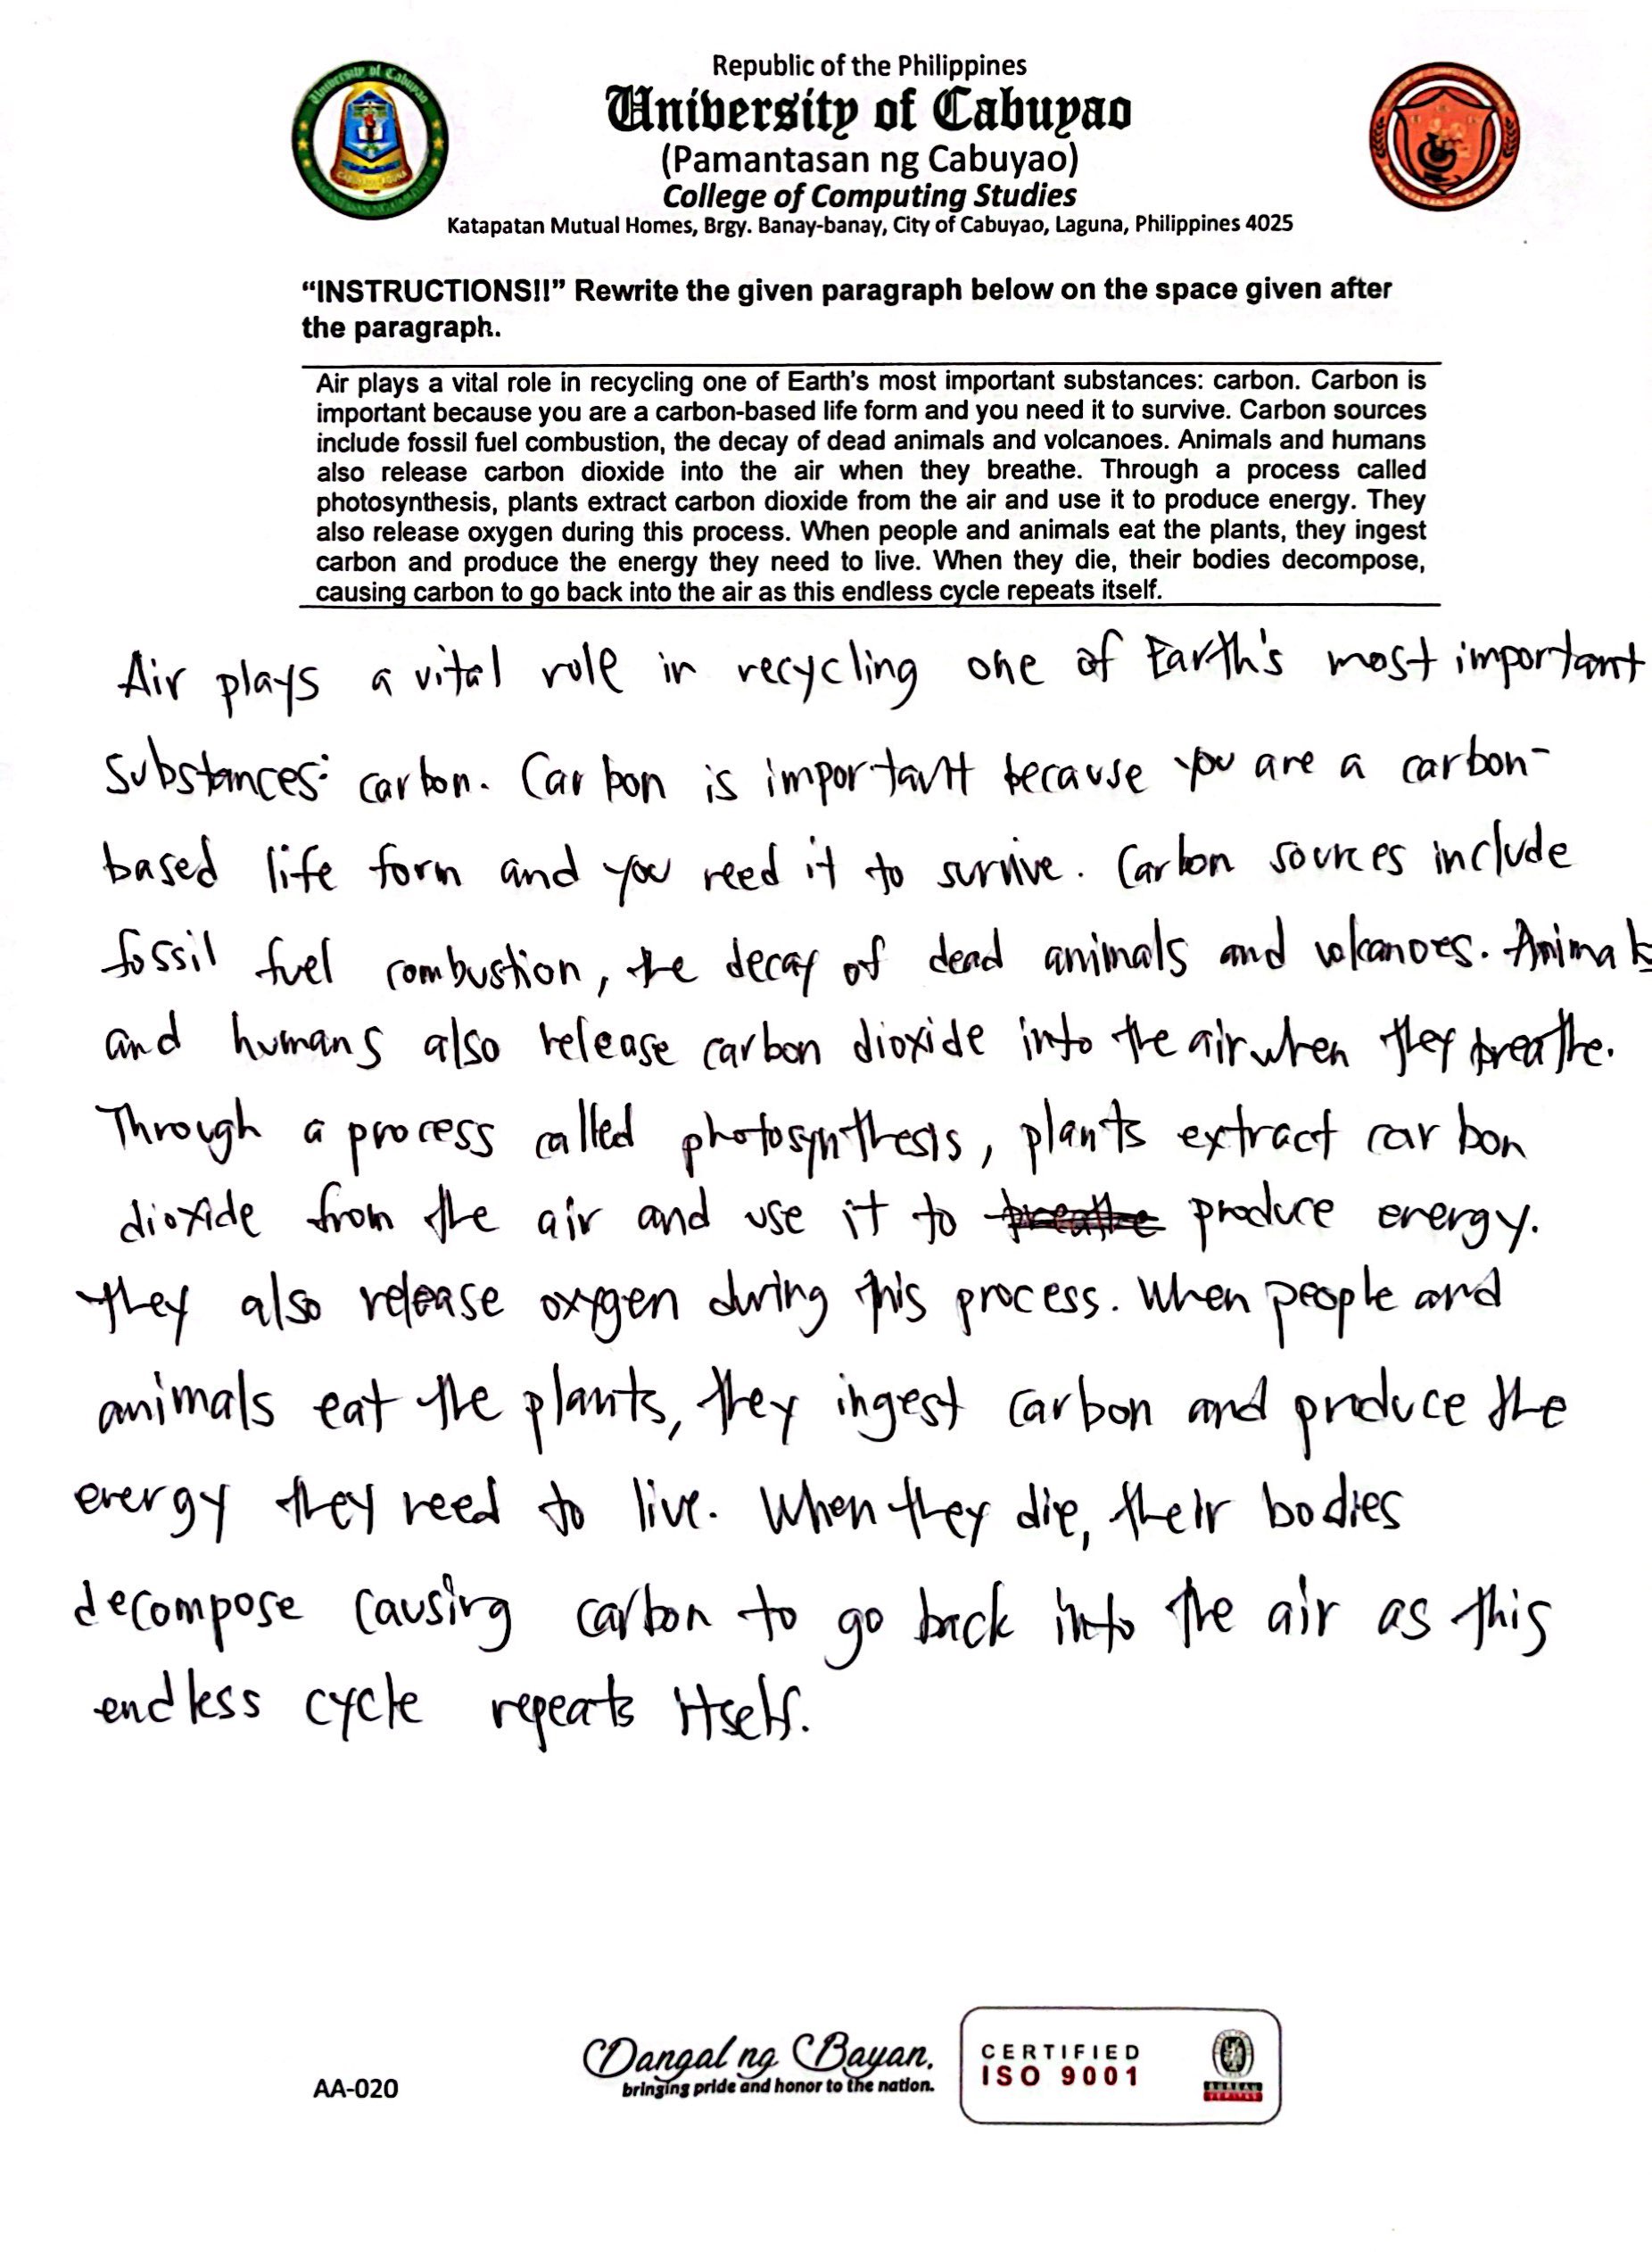 Republic of the Philippines
University of Cabuyao
(Pamantasan ng Cabuyao)
College of Computing Studies
Katapatan Mutual Homes, Brgy. Banay-banay, City of Cabuyao, Laguna, Philippines 4025
“INSTRUCTIONS!!” Rewrite the given paragraph below on the space given after
the paragraph.
Air plays a vital role in recycling one of Earth's most important substances: carbon. Carbon is
important because you are a carbon-based life form and you need it to survive. Carbon sources
include fossil fuel combustion, the decay of dead animals and volcanoes. Animals and humans
also release carbon dioxide into the air when they breathe. Through a process called
photosynthesis, plants extract carbon dioxide from the air and use it to produce energy. They
also release oxygen during this process. When people and animals eat the plants, they ingest
carbon and produce the energy they need to live. When they die, their bodies decompose,
causing carbon to go back into the air as this endless cycle repeats itself.
Air plays a vital role in recycling one of Earth's most important
substances: carbon. Carbon is important because you are a carbon-
based life form and you need it to survive. Carbon sources include
fossil fuel combustion, the decay of dead animals and volcanoes. Animals
and humans also release carbon dioxide into the air when they breathe.
Through a process called photosynthesis, plants extract carbon
dioxide from the air and use it to produce energy.
They also release oxygen during this process. When people and
animals eat the plants, they ingest carbon and produce the
energy they need to live. When they die, their bodies
decompose causing carbon to go back into the air as this
endless cycle repeats itself.
Dangal ng Bayan.
bringing pride and honor to the nation.
AA-020
CERTIFIED
ISO 9001
BUREAU
VERITAS